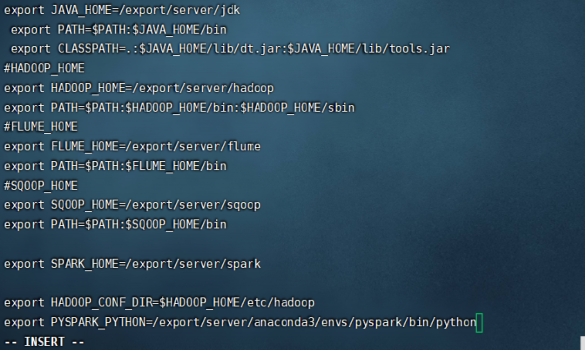 export JAVA_HOME=/export/server/jdk
 export PATH=$PATH:$JAVA_HOME/bin
 export CLASSPATH=.:$JAVA_HOME/lib/dt.jar:$JAVA_HOME/lib/tools.jar
#HADOOP_HOME
export HADOOP_HOME=/export/server/hadoop
export PATH=$PATH:$HADOOP_HOME/bin:$HADOOP_HOME/sbin
#FLUME_HOME
export FLUME_HOME=/export/server/flume
export PATH=$PATH:$FLUME_HOME/bin
#SQOOP_HOME
export SQOOP_HOME=/export/server/sqoop
export PATH=$PATH:$SQOOP_HOME/bin

export SPARK_HOME=/export/server/spark

export HADOOP_CONF_DIR=$HADOOP_HOME/etc/hadoop
export PYSPARK_PYTHON=/export/server/anaconda3/envs/pyspark/bin/python
-- INSERT --